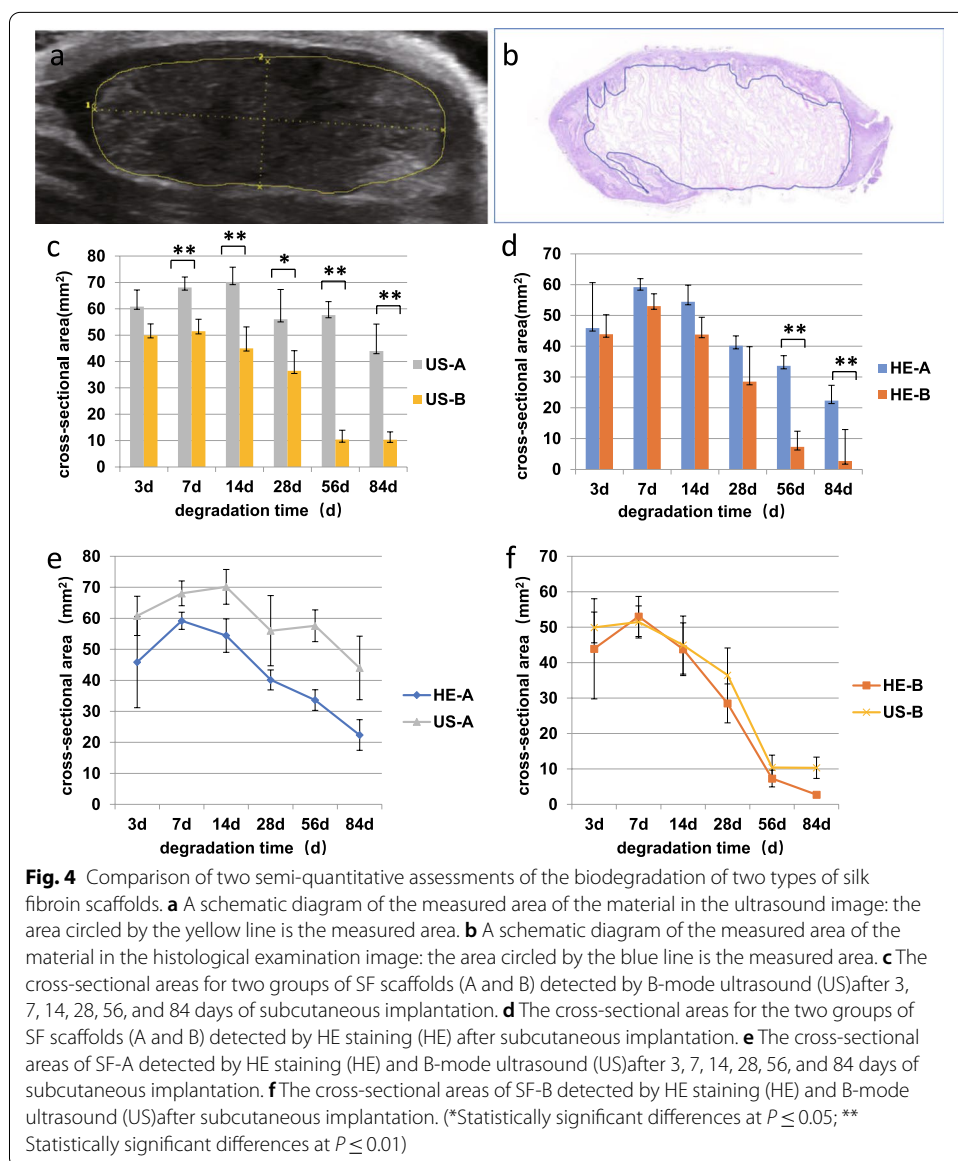 a
2
1
b
c
80
70
60
50
40
30
20
10
0
cross-sectional area(mm²)
** ** * ** **
3d 7d 14d 28d 56d 84d
degradation time (d)
US-A
US-B
d
70
60
50
40
30
20
10
0
cross-sectional area(mm²)
** **
3d 7d 14d 28d 56d 84d
degradation time (d)
HE-A
HE-B
e
80
70
60
50
40
30
20
10
0
cross-sectional area (mm²)
3d 7d 14d 28d 56d 84d
degradation time (d)
HE-A
US-A
f
70
60
50
40
30
20
10
0
cross-sectional area (mm²)
3d 7d 14d 28d 56d 84d
degradation time (d)
HE-B
US-B
Fig. 4 Comparison of two semi-quantitative assessments of the biodegradation of two types of silk
fibroin scaffolds. a A schematic diagram of the measured area of the material in the ultrasound image: the
area circled by the yellow line is the measured area. b A schematic diagram of the measured area of the
material in the histological examination image: the area circled by the blue line is the measured area. c The
cross-sectional areas for two groups of SF scaffolds (A and B) detected by B-mode ultrasound (US)after 3,
7, 14, 28, 56, and 84 days of subcutaneous implantation. d The cross-sectional areas for the two groups of
SF scaffolds (A and B) detected by HE staining (HE) after subcutaneous implantation. e The cross-sectional
areas of SF-A detected by HE staining (HE) and B-mode ultrasound (US)after 3, 7, 14, 28, 56, and 84 days of
subcutaneous implantation. f The cross-sectional areas of SF-B detected by HE staining (HE) and B-mode
ultrasound (US)after subcutaneous implantation. (*Statistically significant differences at P ≤ 0.05; **
Statistically significant differences at P ≤ 0.01)